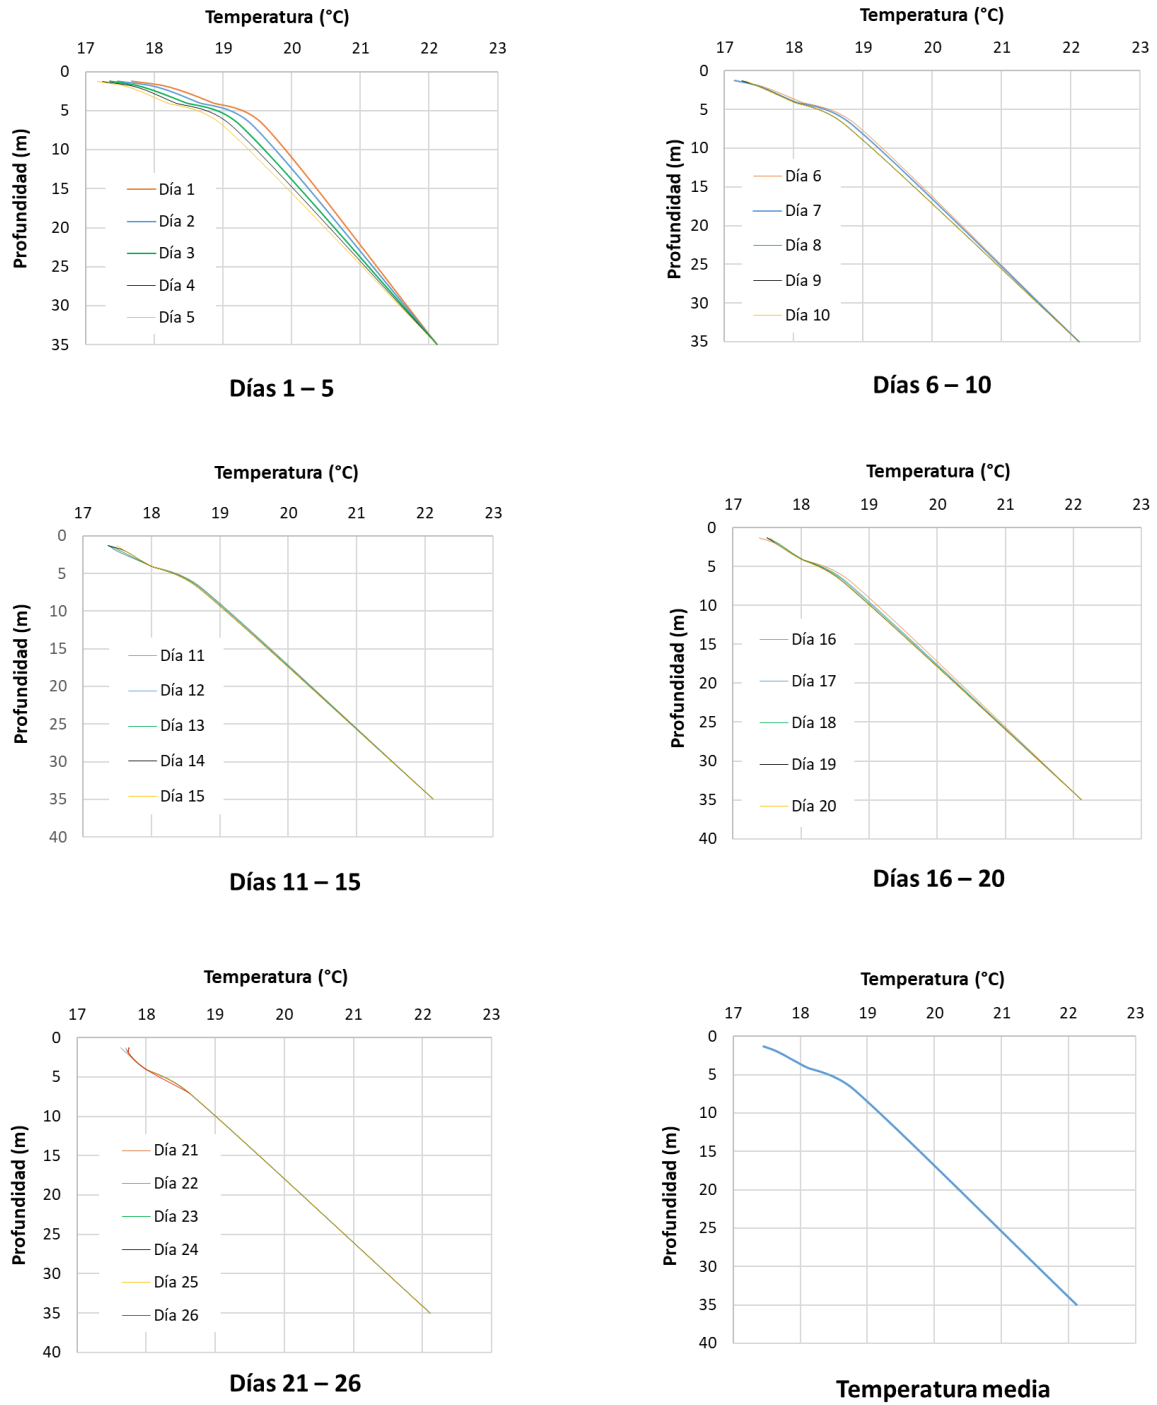 Temperatura (°C)
17 18 19 20 21 22 23
0
5
10
15
20
25
30
35
Profundidad (m)
Día 1
Día 2
Día 3
Día 4
Día 5
Días 1 – 5
Temperatura (°C)
17 18 19 20 21 22 23
0
5
10
15
20
25
30
35
Profundidad (m)
Día 6
Día 7
Día 8
Día 9
Día 10
Días 6 – 10
Temperatura (°C)
17 18 19 20 21 22 23
0
5
10
15
20
25
30
35
40
Profundidad (m)
Día 11
Día 12
Día 13
Día 14
Día 15
Días 11 – 15
Temperatura (°C)
17 18 19 20 21 22 23
0
5
10
15
20
25
30
35
40
Profundidad (m)
Día 16
Día 17
Día 18
Día 19
Día 20
Días 16 – 20
Temperatura (°C)
17 18 19 20 21 22 23
0
5
10
15
20
25
30
35
40
Profundidad (m)
Día 21
Día 22
Día 23
Día 24
Día 25
Día 26
Días 21 – 26
Temperatura (°C)
17 18 19 20 21 22 23
0
5
10
15
20
25
30
35
40
Profundidad (m)
Temperatura media